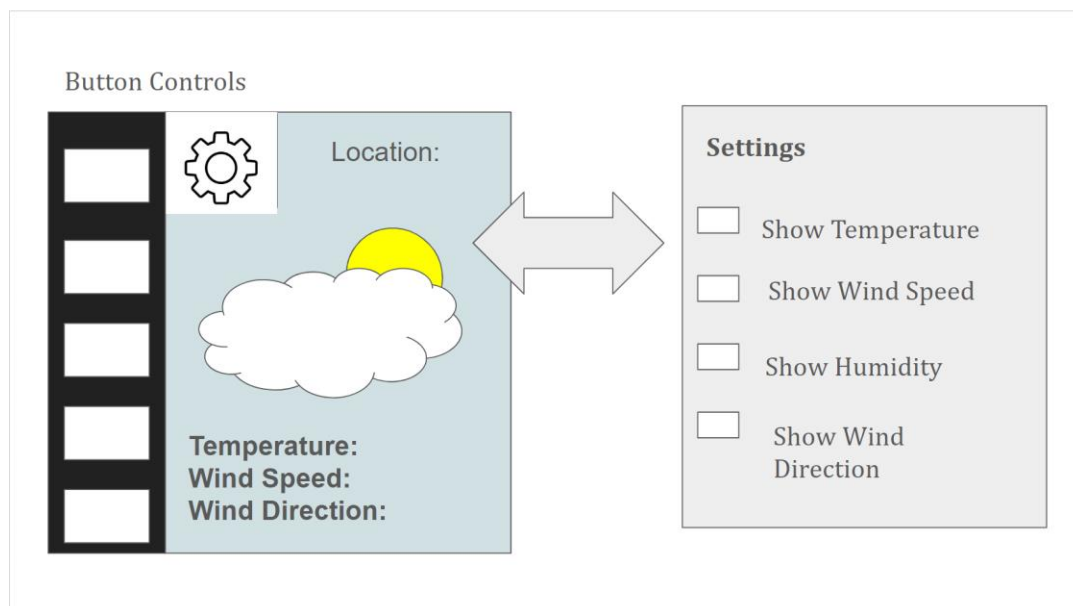 Button Controls
Location:
Temperature:
Wind Speed:
Wind Direction:
Settings
Show Temperature
Show Wind Speed
Show Humidity
Show Wind
Direction